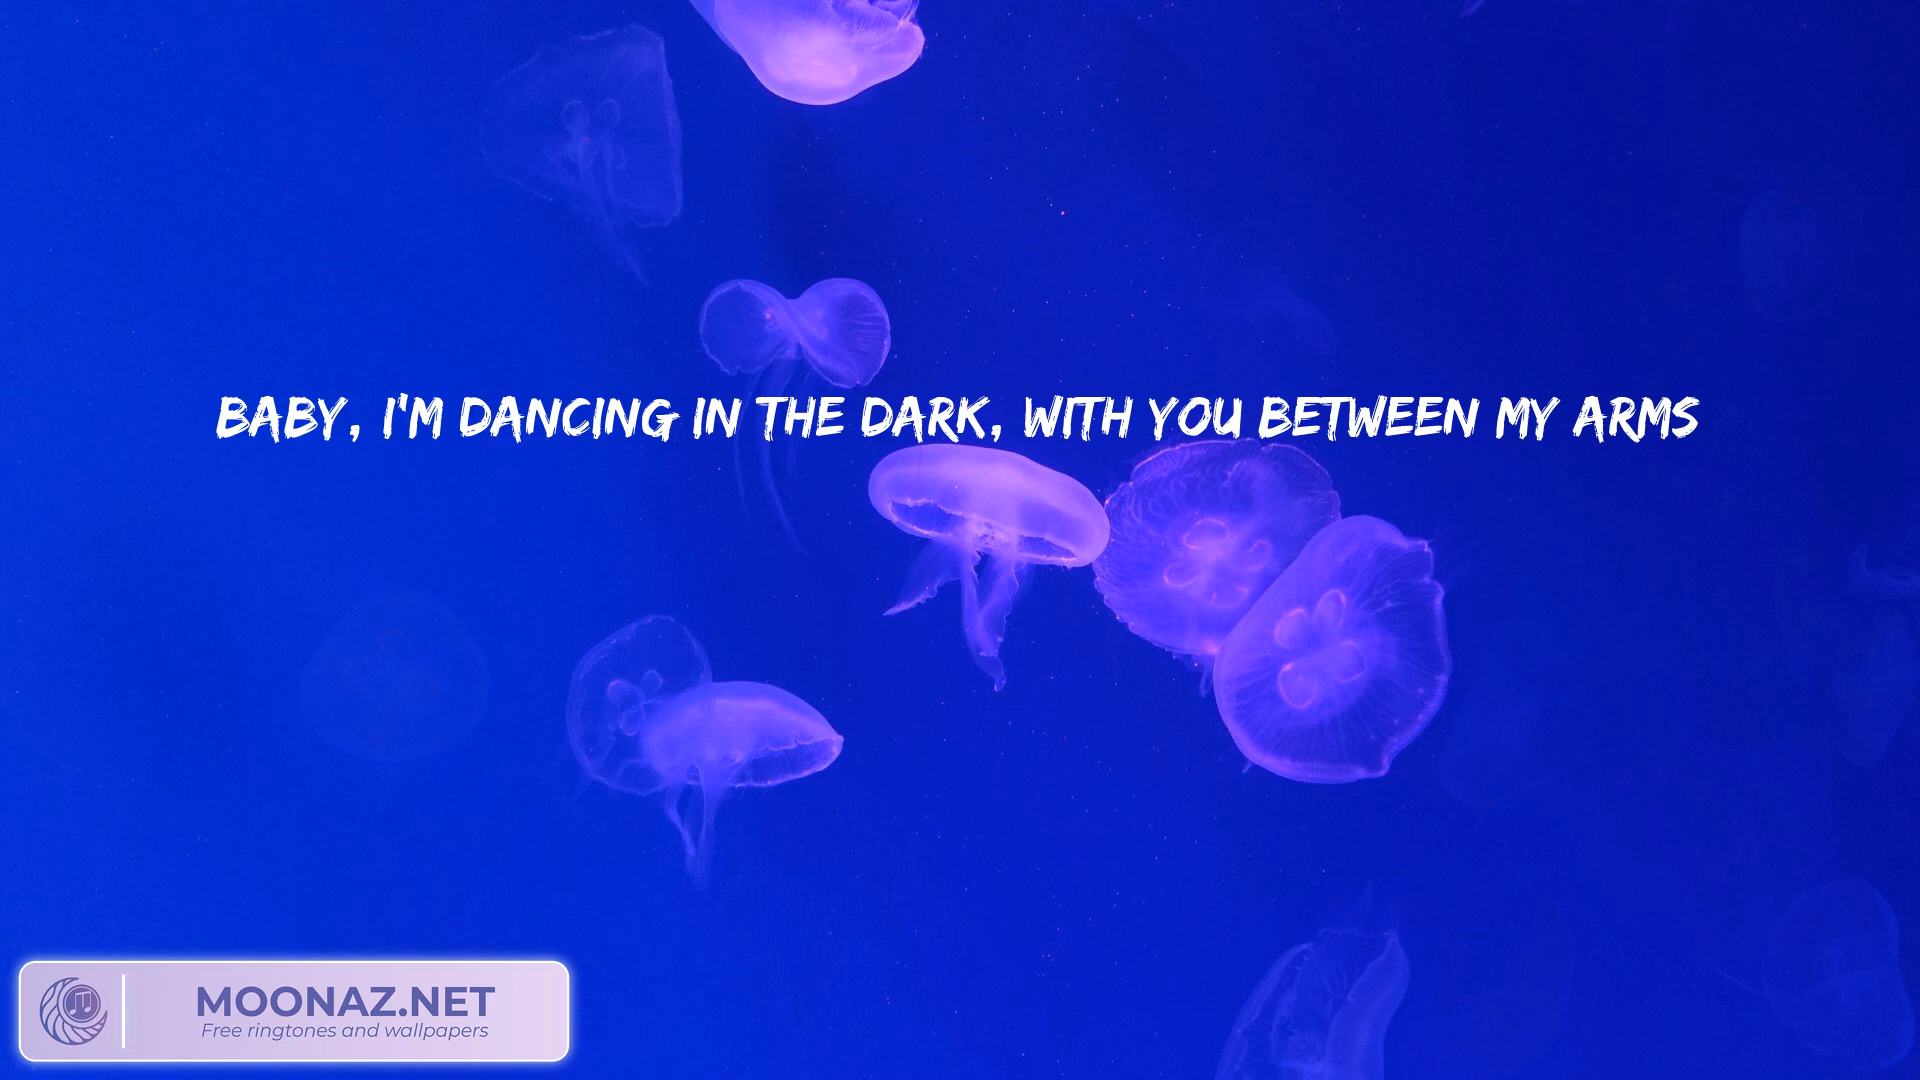 BABY, I'M DANCING IN THE DARK, WITH YOU BETWEEN MY ARMS
MOONAZ.NET
Free ringtones and wallpapers